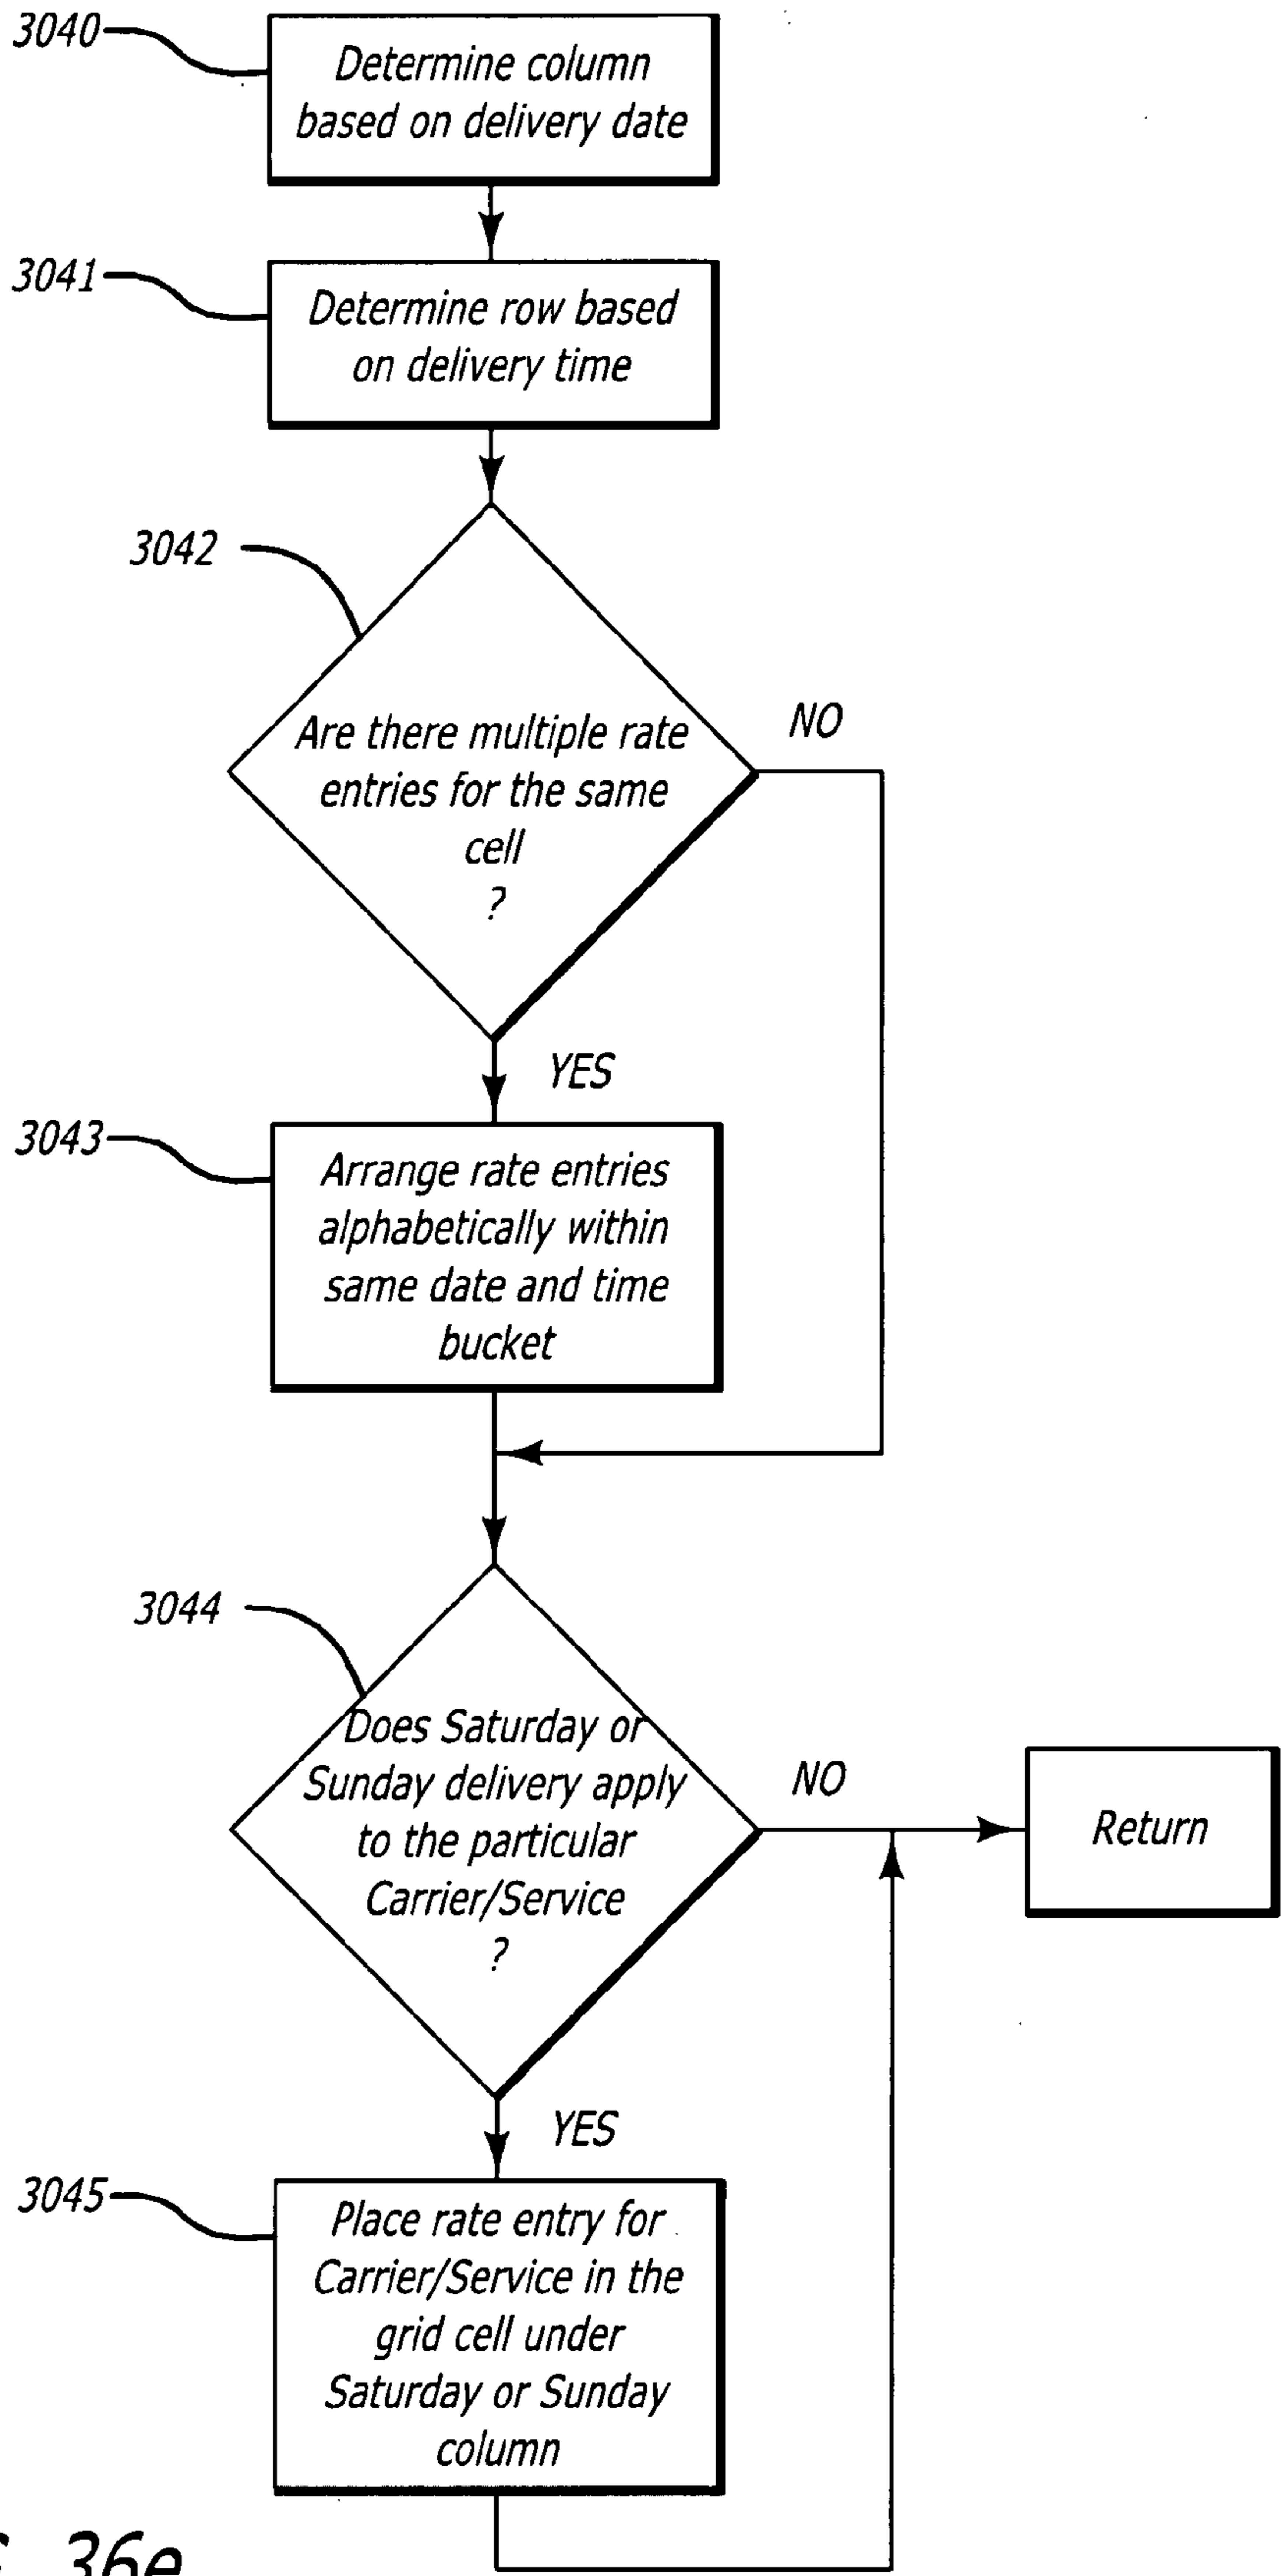 3040
Determine column
based on delivery date
3041
Determine row based
on delivery time
3042
Are there multiple rate
entries for the same
cell
?
NO
YES
3043
Arrange rate entries
alphabetically within
same date and time
bucket
3044
Does Saturday or
Sunday delivery apply
to the particular
Carrier/Service
?
NO
Return
YES
3045
Place rate entry for
Carrier/Service in the
grid cell under
Saturday or Sunday
column
36e